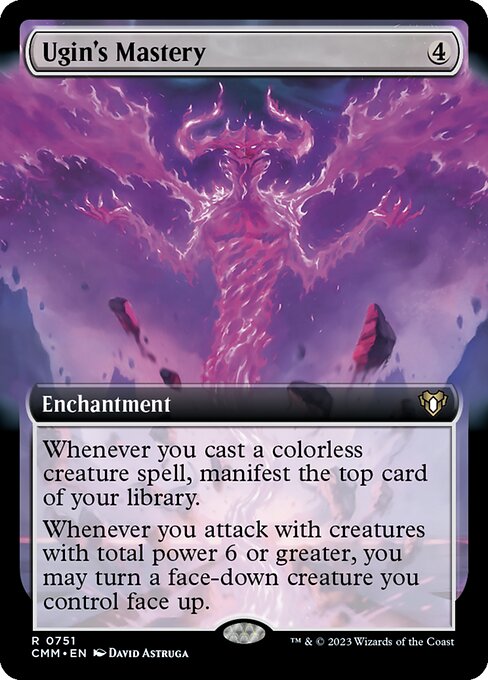 Ugin's Mastery 4
Enchantment
Whenever you cast a colorless
creature spell, manifest the top card
of your library.
Whenever you attack with creatures
with total power 6 or greater, you
may turn a face-down creature you
control face up.
R 0751 ™ & © 2023 Wizards of the Coast
CMM • EN DAVID ASTRUGA